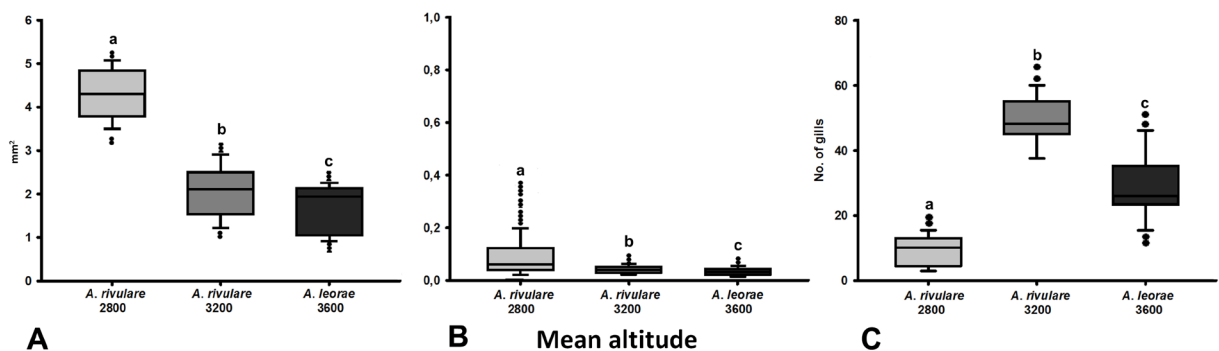 6
5
4
3
2
1
0
mm²
a
b
c
A. rivulare
2800
A. rivulare
3200
A. leorae
3600
A
1,0
0,8
0,6
0,4
0,2
0,0
a
b
c
A. rivulare
2800
A. rivulare
3200
A. leorae
3600
B
Mean altitude
80
60
40
20
0
No. of gills
a
b
c
A. rivulare
2800
A. rivulare
3200
A. leorae
3600
C